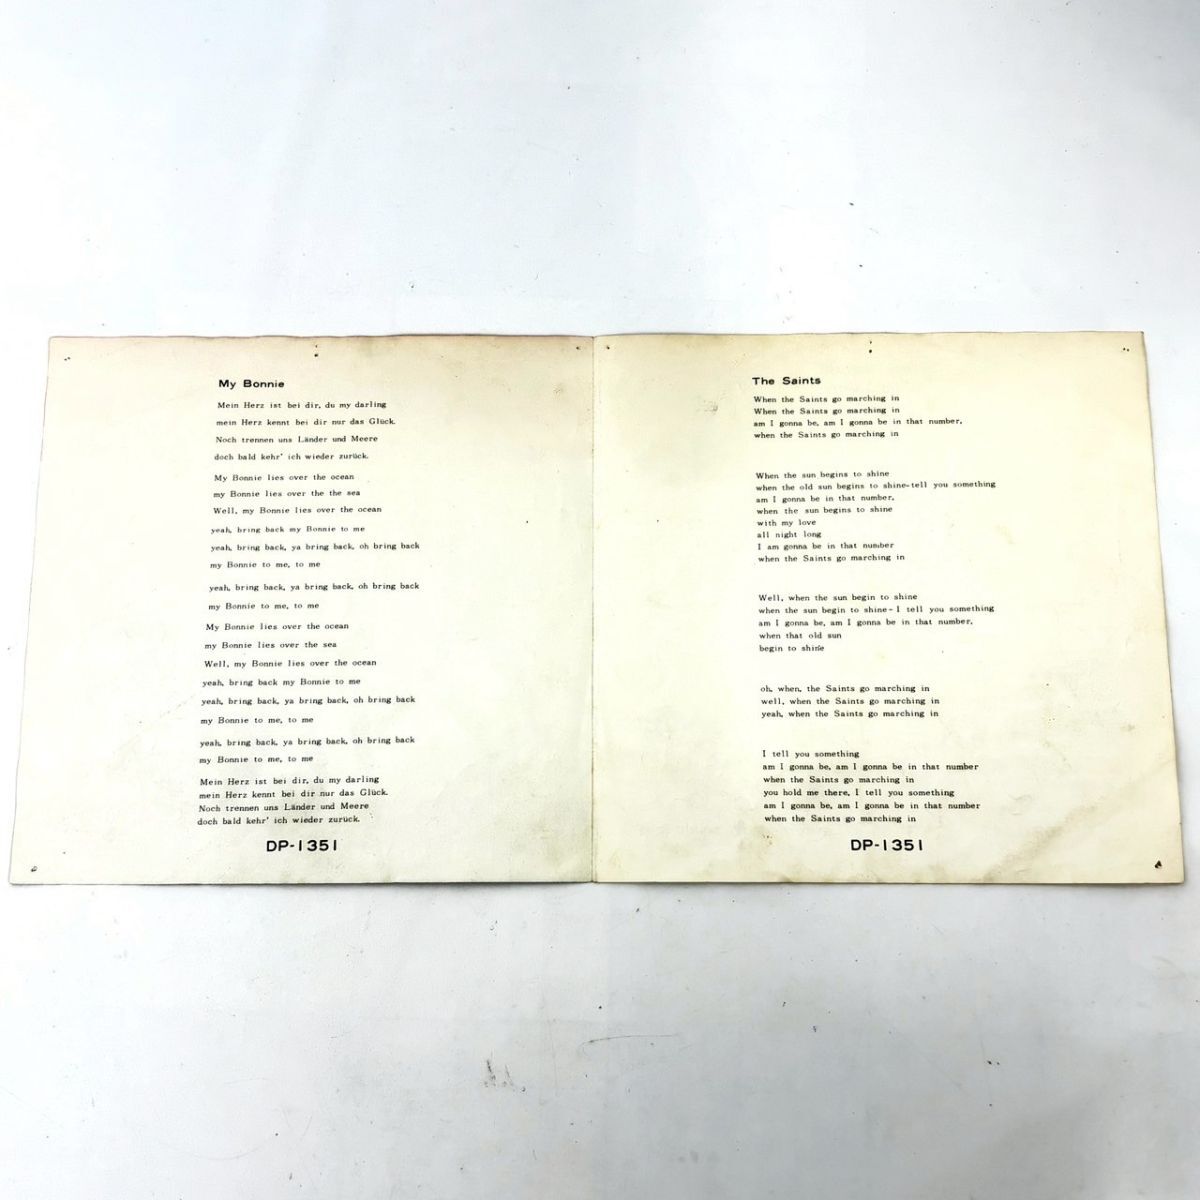 My Bonnie
Mein Herz ist bei dir, du my darling
mein Herz kennt bei dir nur das Glück.
Noch trennen uns Länder und Meere
doch bald kehr' ich wieder zurück.
My Bonnie lies over the ocean
my Bonnie lies over the the sea
Well, my Bonnie lies over the ocean
yeah, bring back my Bonnie to me
yeah, bring back, ya bring back, oh bring back
my Bonnie to me, to me
yeah, bring back, ya bring back, oh bring back
my Bonnie to me, to me
My Bonnie lies over the ocean
my Bonnie lies over the sea
Well, my Bonnie lies over the ocean
yeah, bring back my Bonnie to me
yeah, bring back, ya bring back, oh bring back
my Bonnie to me, to me
yeah, bring back, ya bring back, oh bring back
my Bonnie to me, to me
Mein Herz ist bei dir, du my darling
mein Herz kennt bei dir nur das Glück.
Noch trennen uns Länder und Meere
doch bald kehr' ich wieder zurück.
DP-1351
The Saints
When the Saints go marching in
When the Saints go marching in
am I gonna be, am I gonna be in that number,
when the Saints go marching in
When the sun begins to shine
when the old sun begins to shine-tell you something
am I gonna be in that number,
when the sun begins to shine
with my love
all night long
I am gonna be in that number
when the Saints go marching in
Well, when the sun begin to shine
when the sun begin to shine-I tell you something
am I gonna be, am I gonna be in that number,
when that old sun
begin to shine
oh, when, the Saints go marching in
well, when the Saints go marching in
yeah, when the Saints go marching in
I tell you something
am I gonna be, am I gonna be in that number
when the Saints go marching in
you hold me there, I tell you something
am I gonna be, am I gonna be in that number
when the Saints go marching in
DP-1351